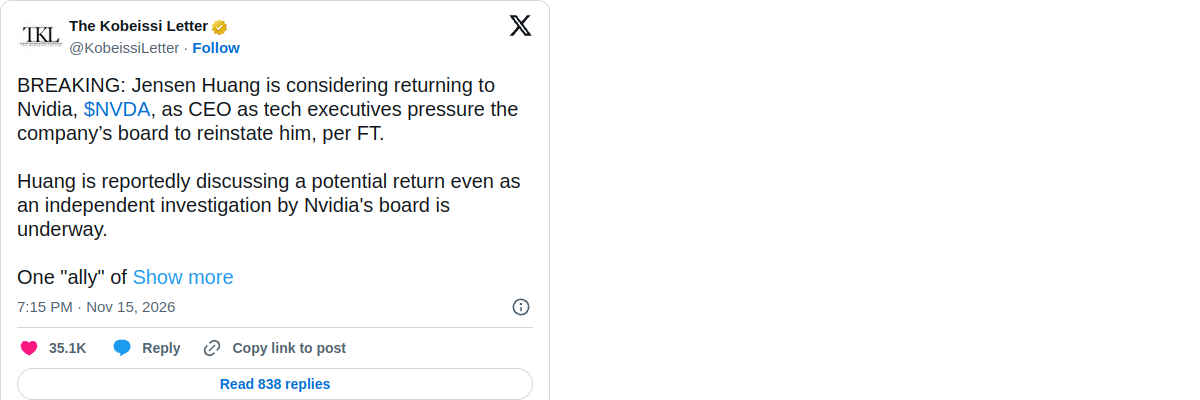 TKL
The Kobeissi Letter
@KobeissiLetter · Follow
BREAKING: Jensen Huang is considering returning to
Nvidia, $NVDA, as CEO as tech executives pressure the
company’s board to reinstate him, per FT.
Huang is reportedly discussing a potential return even as
an independent investigation by Nvidia's board is
underway.
One "ally" of Show more
7:15 PM · Nov 15, 2026
35.1K Reply Copy link to post
Read 838 replies